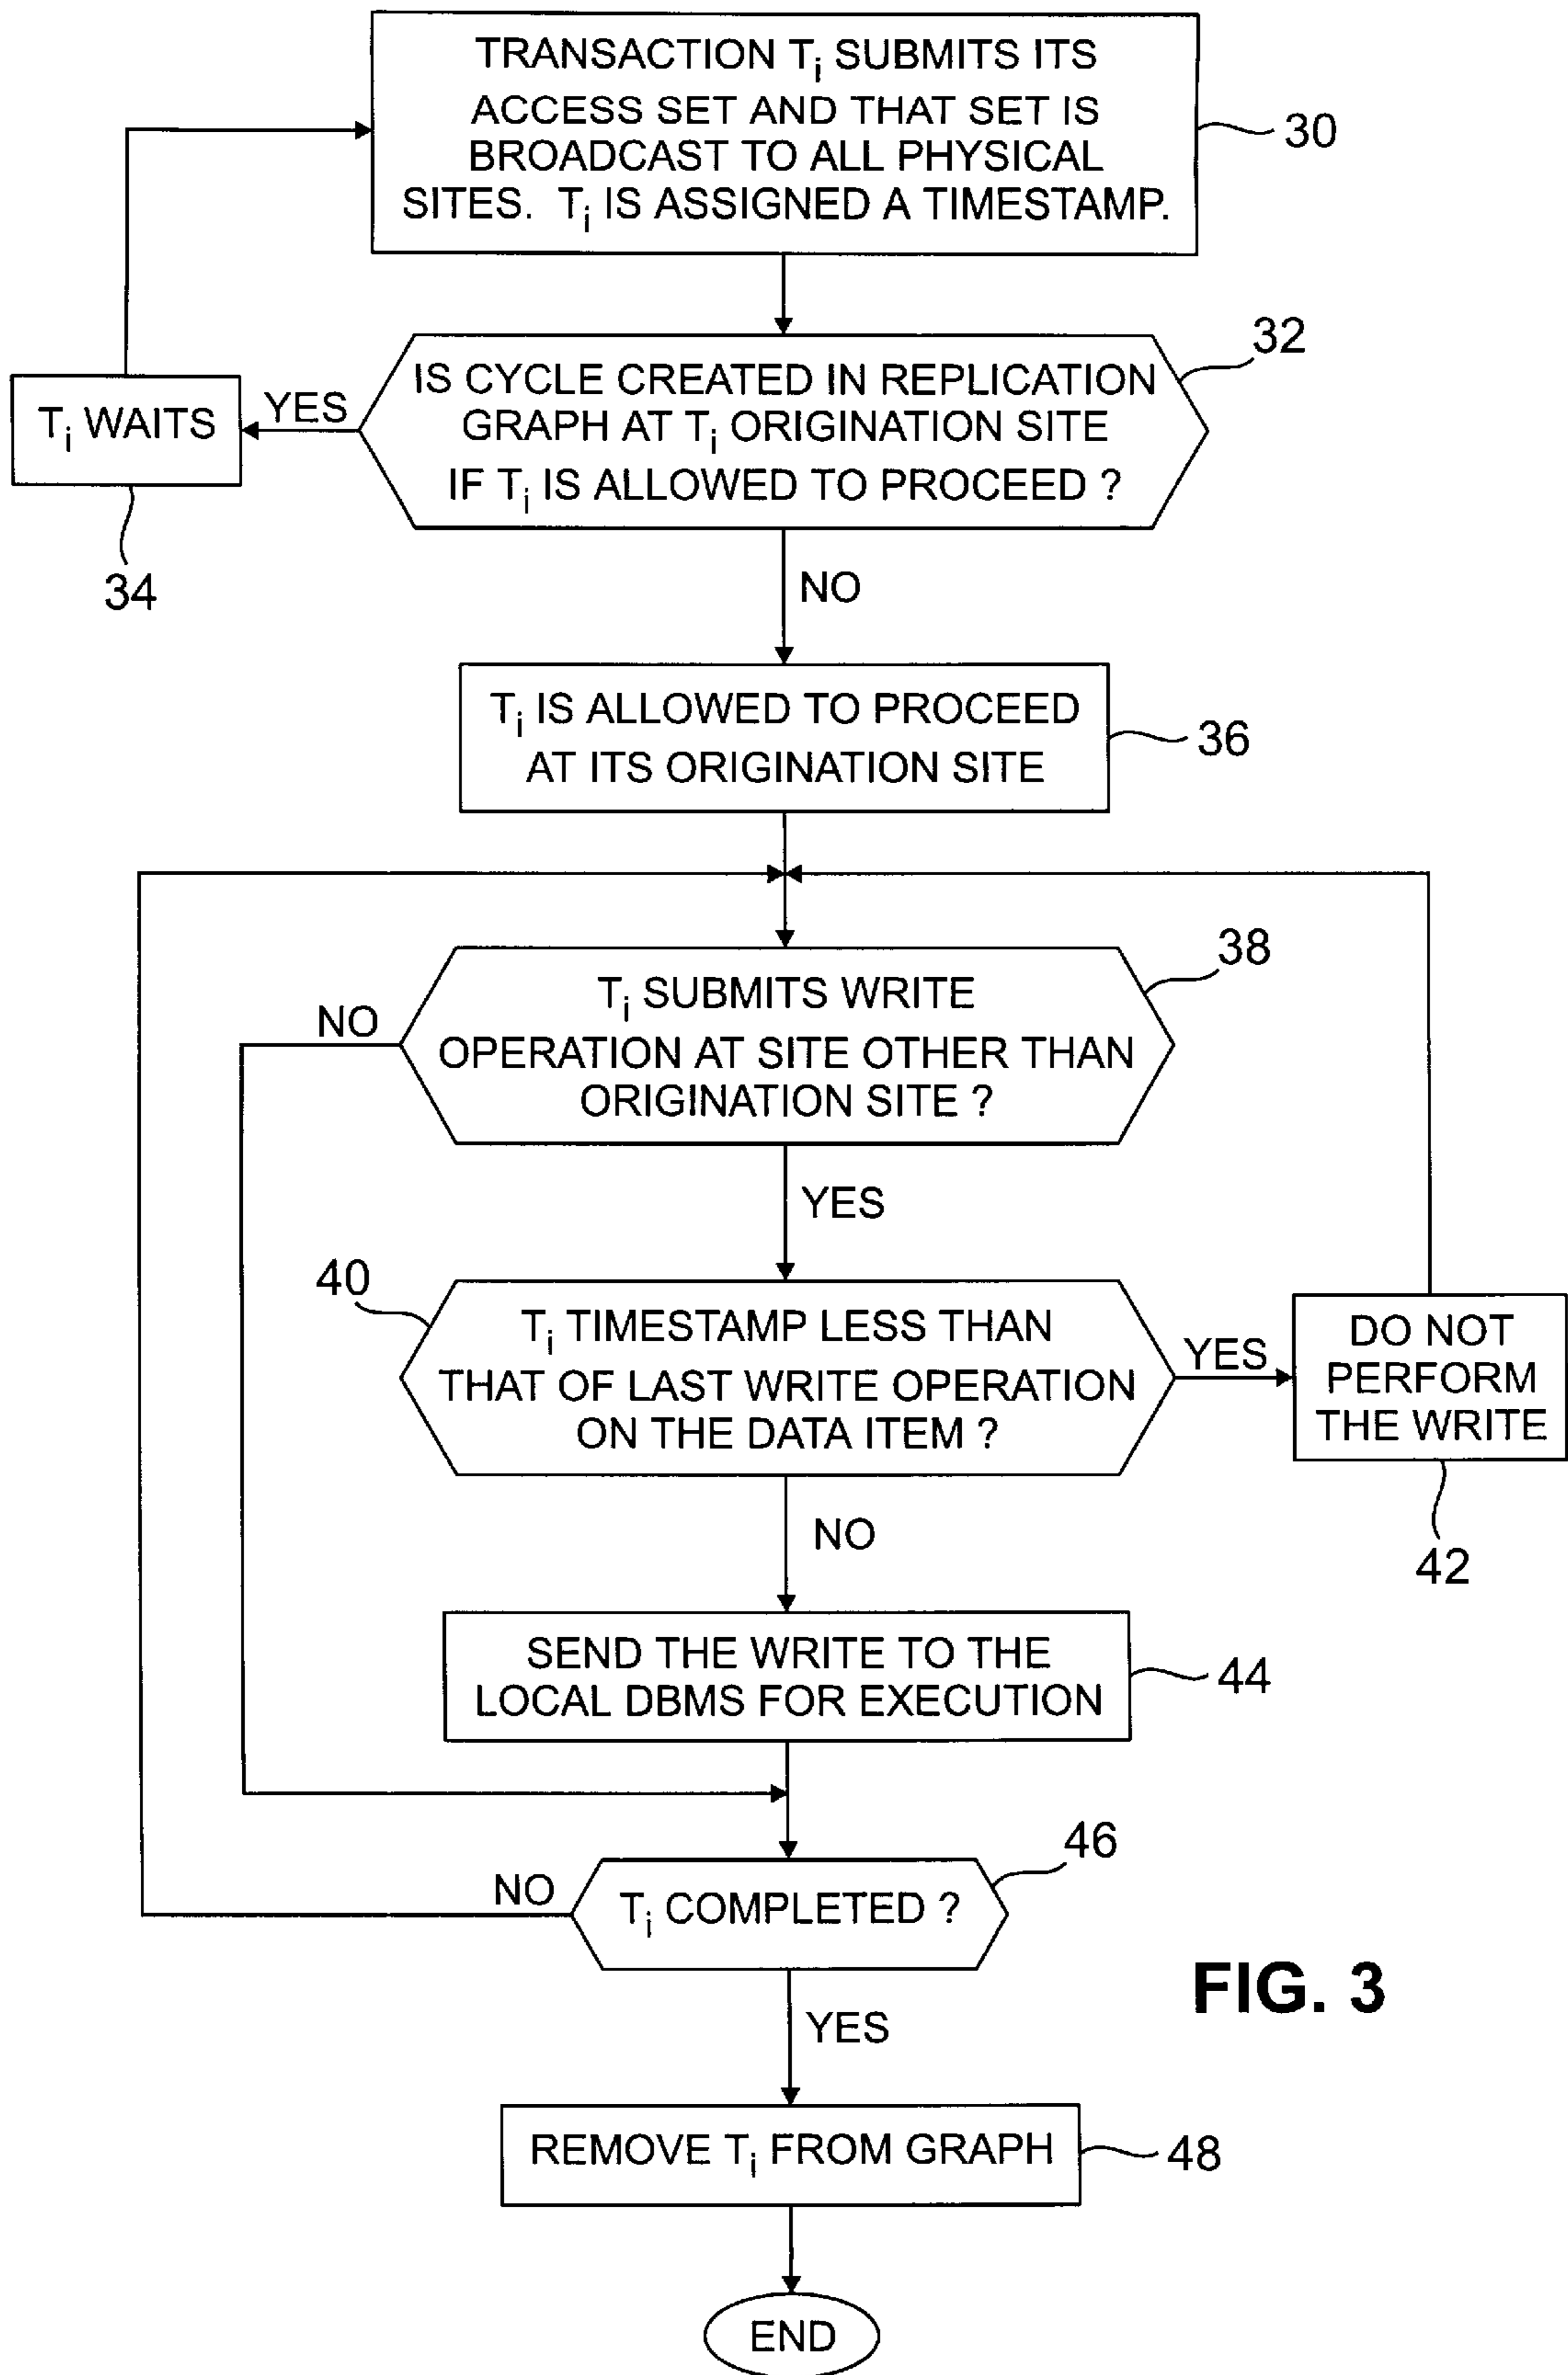 TRANSACTION Ti SUBMITS ITS
ACCESS SET AND THAT SET IS
BROADCAST TO ALL PHYSICAL
SITES. Ti IS ASSIGNED A TIMESTAMP.
30
32
IS CYCLE CREATED IN REPLICATION
GRAPH AT Ti ORIGINATION SITE
IF Ti IS ALLOWED TO PROCEED ?
YES
Ti WAITS
34
NO
Ti IS ALLOWED TO PROCEED
AT ITS ORIGINATION SITE
36
38
Ti SUBMITS WRITE
OPERATION AT SITE OTHER THAN
ORIGINATION SITE ?
NO
YES
40
Ti TIMESTAMP LESS THAN
THAT OF LAST WRITE OPERATION
ON THE DATA ITEM ?
YES
DO NOT
PERFORM
THE WRITE
42
NO
SEND THE WRITE TO THE
LOCAL DBMS FOR EXECUTION
44
46
Ti COMPLETED ?
NO
FIG. 3
YES
REMOVE Ti FROM GRAPH
48
END